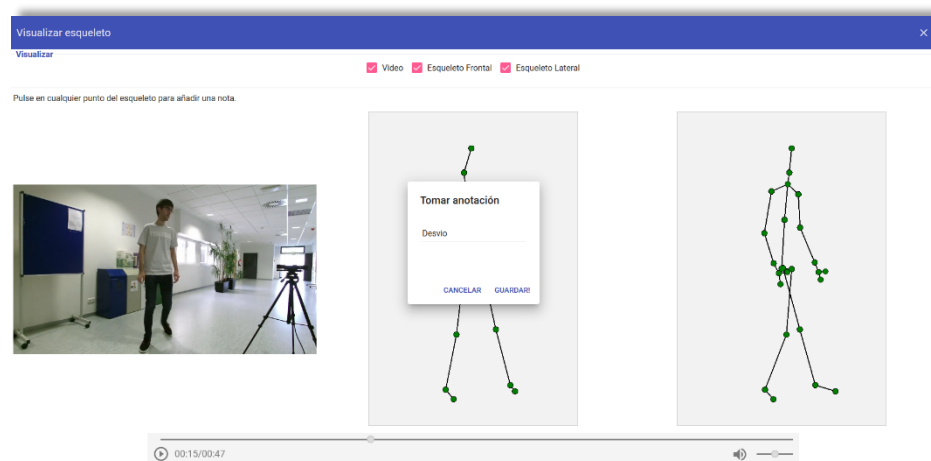 Visualizar esqueleto
Visualizar
Video Esqueleto Frontal Esqueleto Lateral
Pulse en cualquier punto del esqueleto para añadir una nota.
Tomar anotación
Desvio
CANCELAR GUARDAR!
00:15/00:47